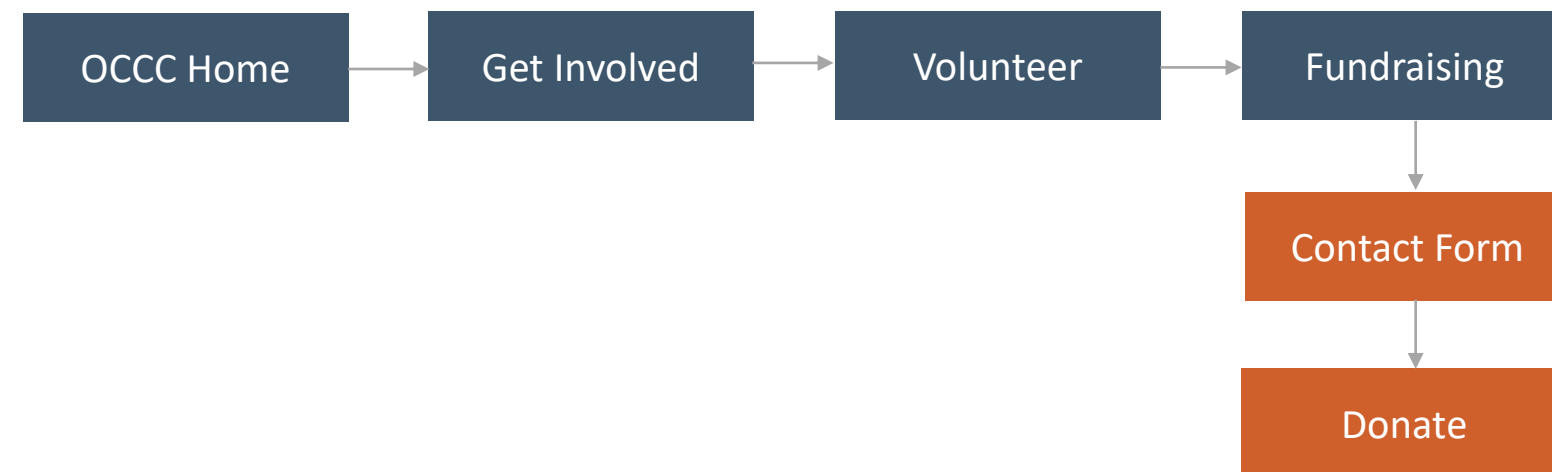 OCCC Home
Get Involved
Volunteer
Fundraising
Contact Form
Donate